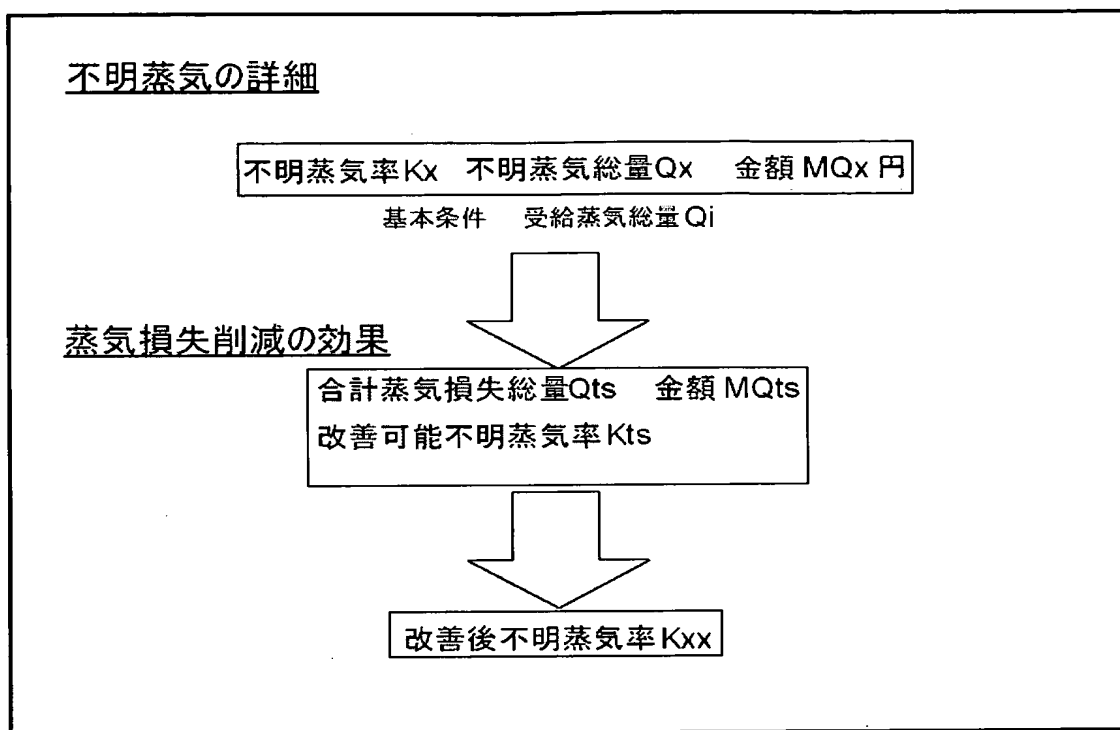 不明蒸気の詳細
不明蒸気率Kx 不明蒸気総量Qx 金額 MQx 円
基本条件 受給蒸気総量Qi
蒸気損失削減の効果
合計蒸気損失総量Qts 金額 MQts
改善可能不明蒸気率Kts
改善後不明蒸気率Kxx